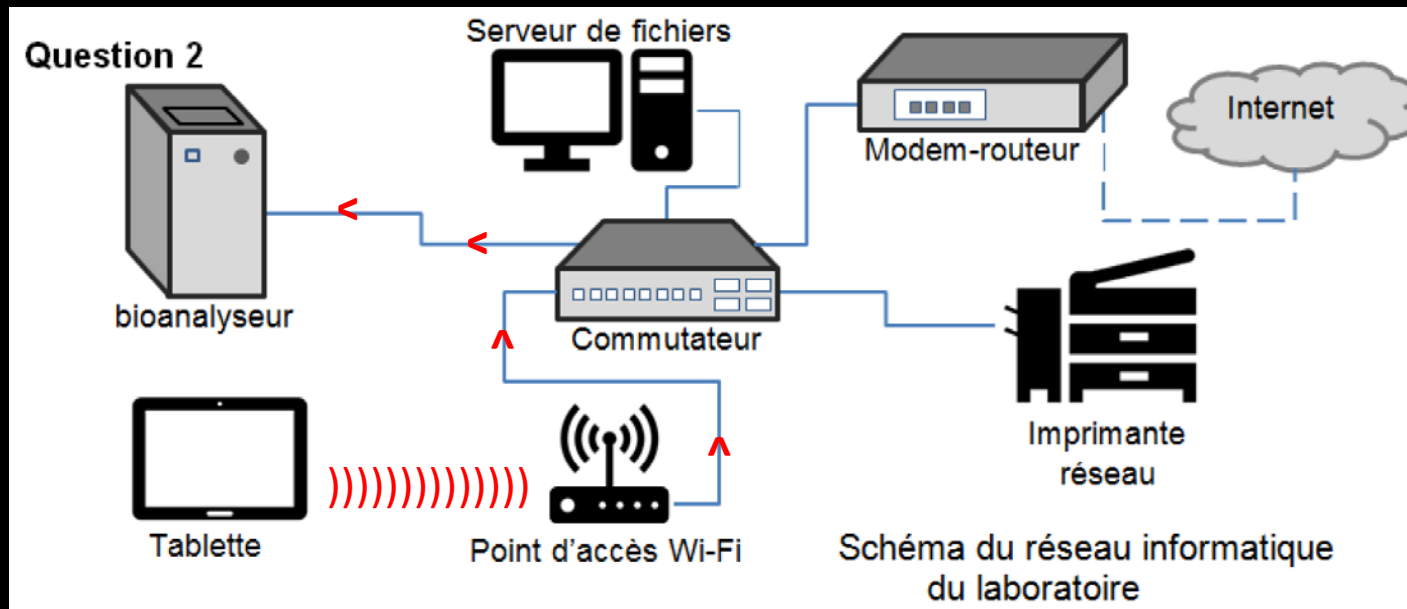 Question 2
Serveur de fichiers
Internet
Modem-routeur
bioanalyseur
Commutateur
Imprimante
réseau
Tablette
))))))))))))))
Point d'accès Wi-Fi
Schéma du réseau informatique
du laboratoire